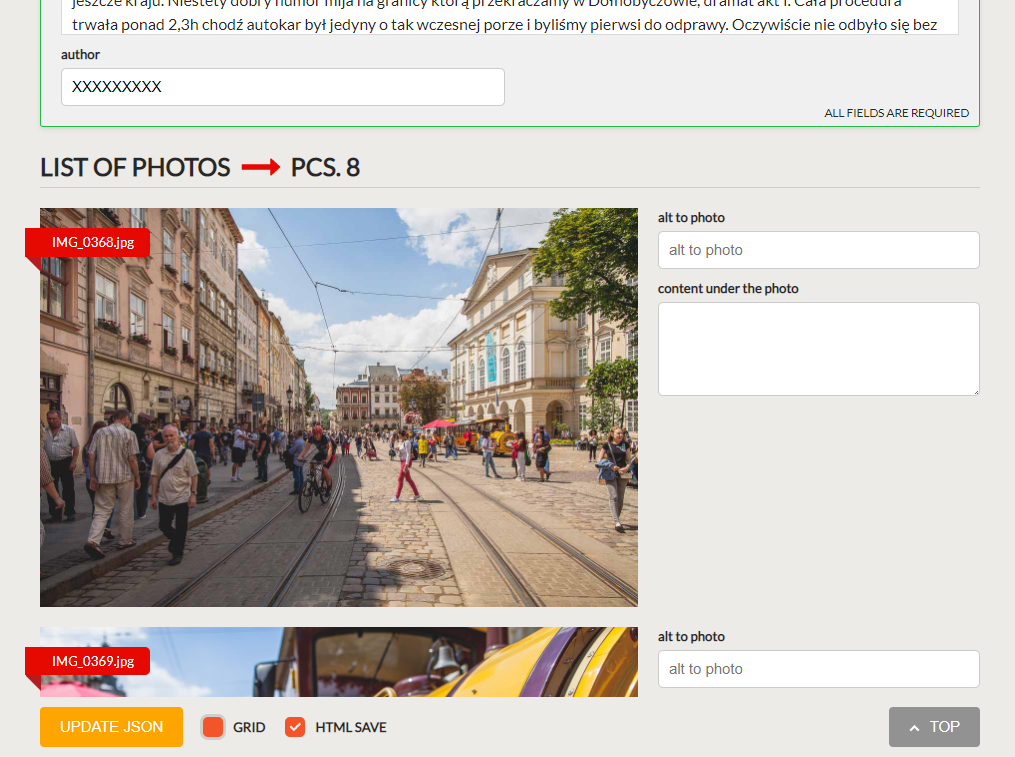 jeszcze kraju. Niestety dobry humor mija na granicy którą przekraczamy w Dołhobyczowie, dramat akt I. Cała procedura
trwała ponad 2,3h chodź autokar był jedyny o tak wczesnej porze i byliśmy pierwsi do odprawy. Oczywiście nie odbyło się bez
author
XXXXXXXXX
ALL FIELDS ARE REQUIRED
LIST OF PHOTOS PCS. 8
IMG_0368.jpg
alt to photo
alt to photo
content under the photo
IMG_0369.jpg
alt to photo
alt to photo
UPDATE JSON GRID HTML SAVE TOP